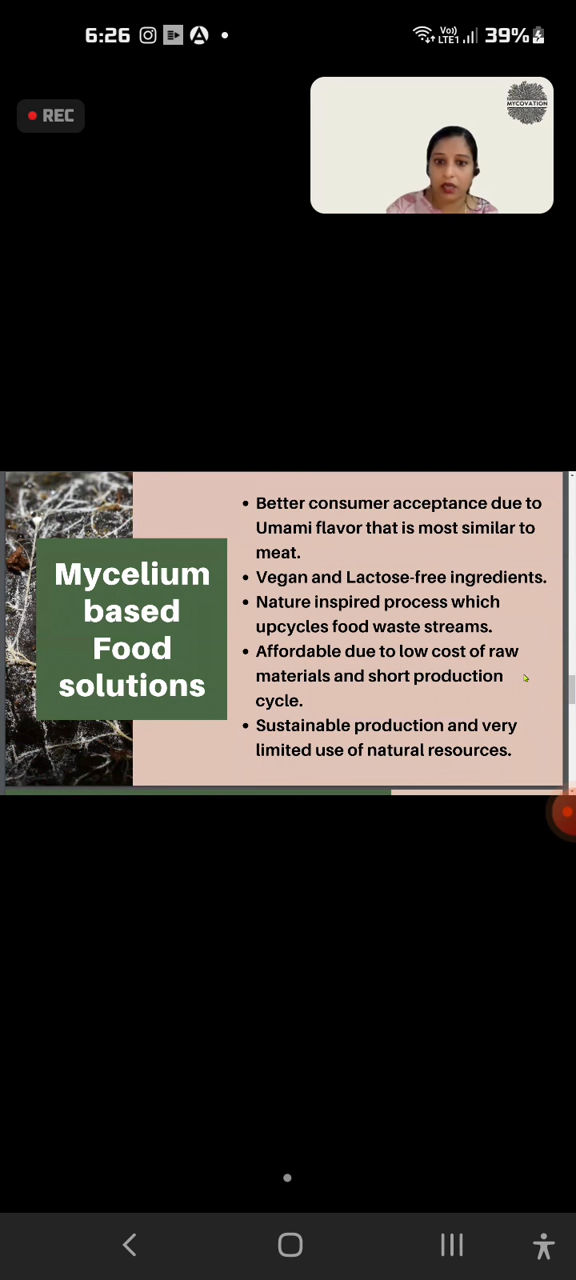 6:26
Vo)
LTE1
39%
REC
MYCOVATION
Mycelium
based
Food
solutions
• Better consumer acceptance due to
Umami flavor that is most similar to
meat.
• Vegan and Lactose-free ingredients.
• Nature inspired process which
upcycles food waste streams.
• Affordable due to low cost of raw
materials and short production
cycle.
• Sustainable production and very
limited use of natural resources.